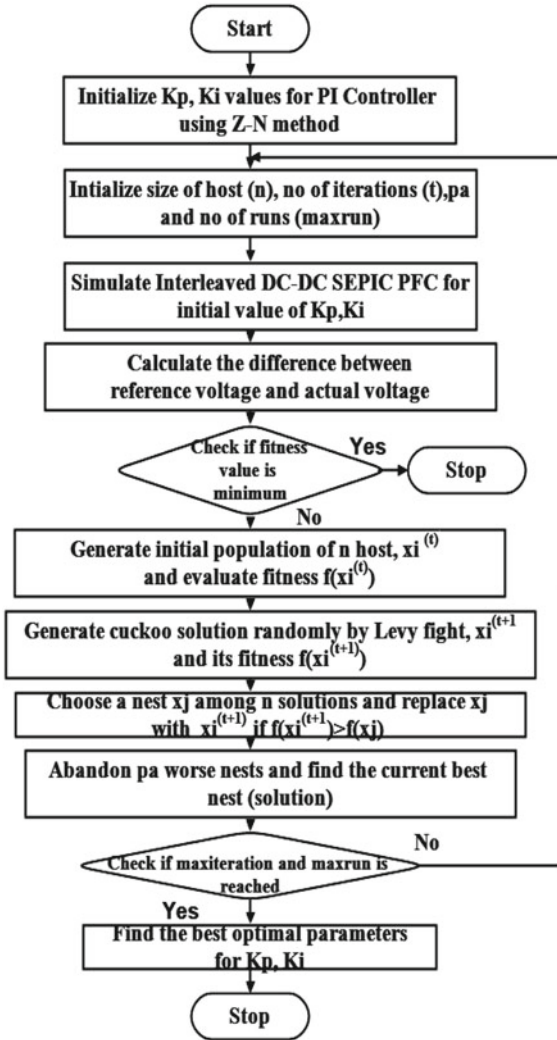 Start
Initialize Kp, Ki values for PI Controller
using Z-N method
Intialize size of host (n), no of iterations (t),pa
and no of runs (maxrun)
Simulate Interleaved DC-DC SEPIC PFC for
initial value of Kp,Ki
Calculate the difference between
reference voltage and actual voltage
Check if fitness
value is
minimum
Yes
Stop
No
Generate initial population of n host, xi (t)
and evaluate fitness f(xi(t))
Generate cuckoo solution randomly by Levy fight, xi(t+1
and its fitness f(xi(t+1))
Choose a nest xj among n solutions and replace xj
with xi(t+1) if f(xi(t+1)>f(xj)
Abandon pa worse nests and find the current best
nest (solution)
No
Check if maxiteration and maxrun is
reached
Yes
Find the best optimal parameters
for Kp, Ki
Stop